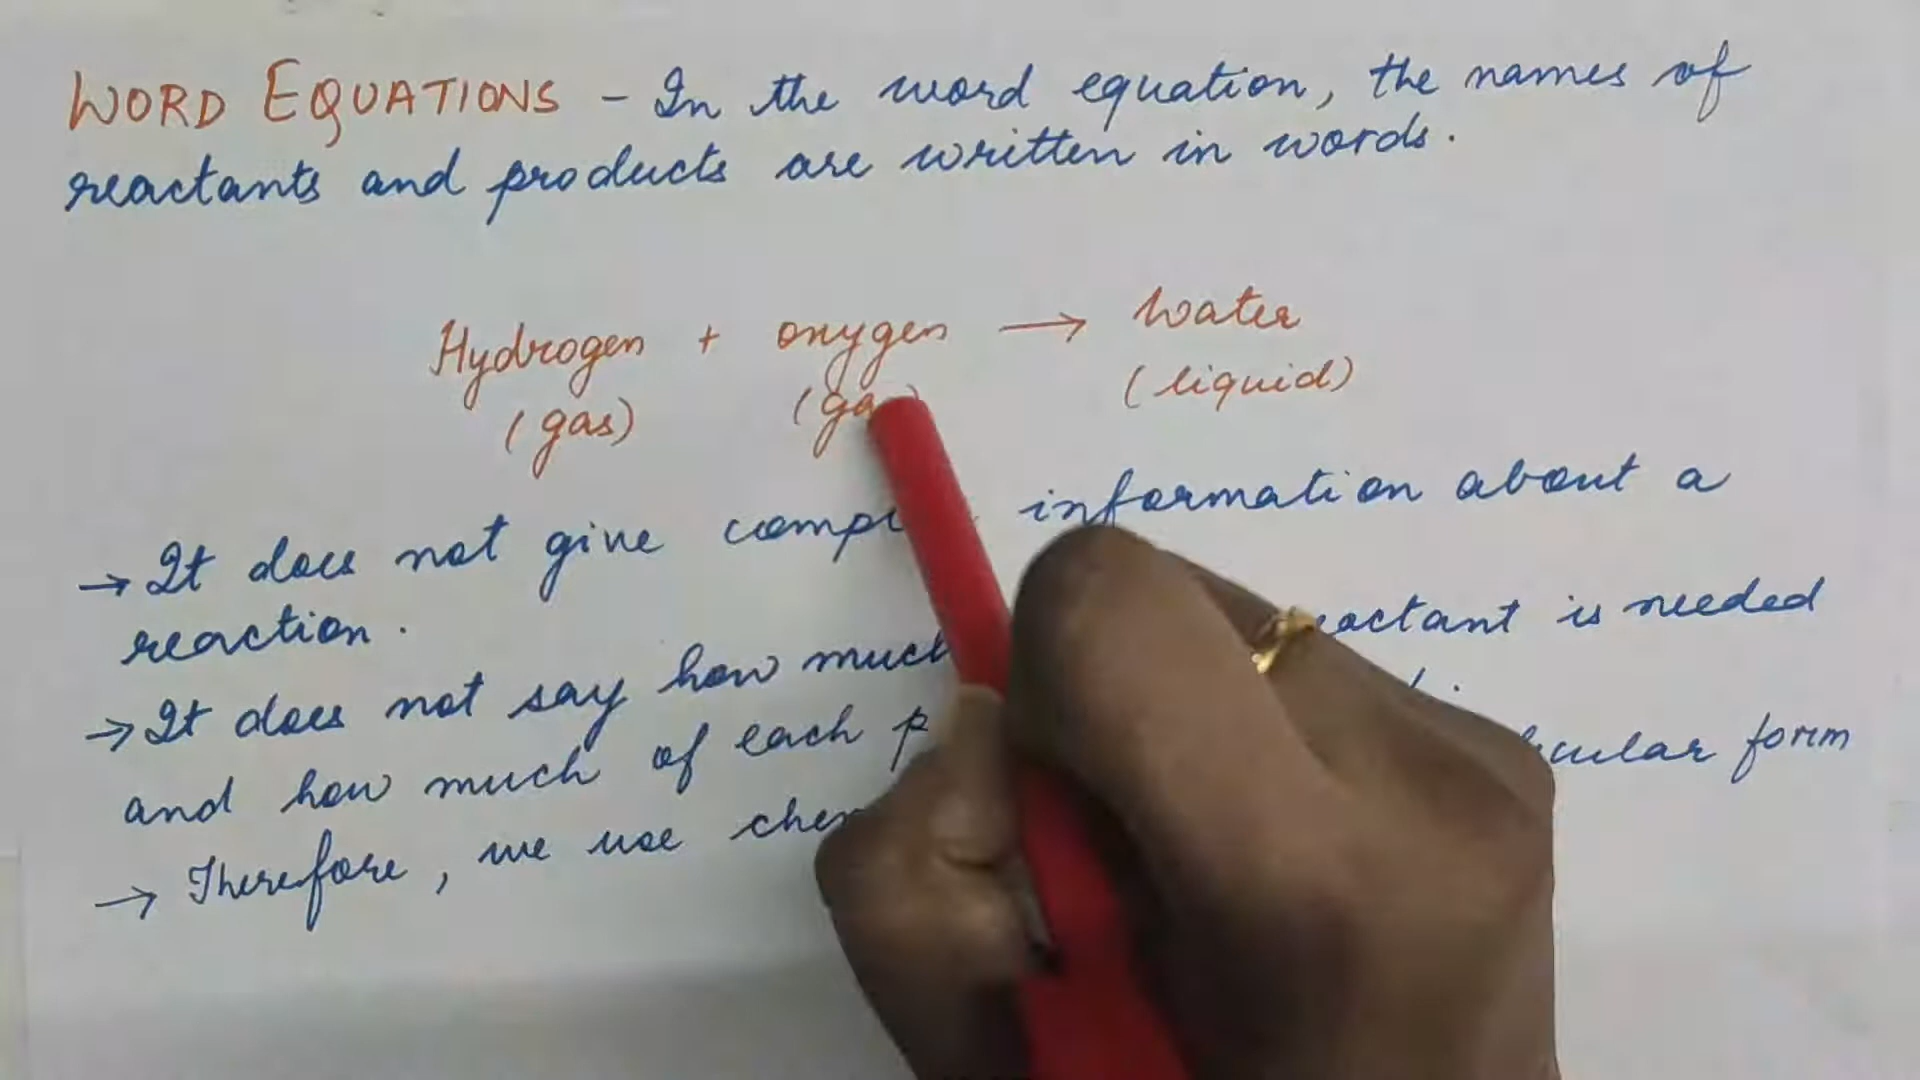 WORD EQUATIONS - In the word equation, the names of
reactants and products are written in words.
Hydrogen + oxygen → Water
(gas) (ga ) (liquid)
→ It does not give information about a
reaction.
→ It does not say how much is needed
and how much of each form
→ Therefore, we use